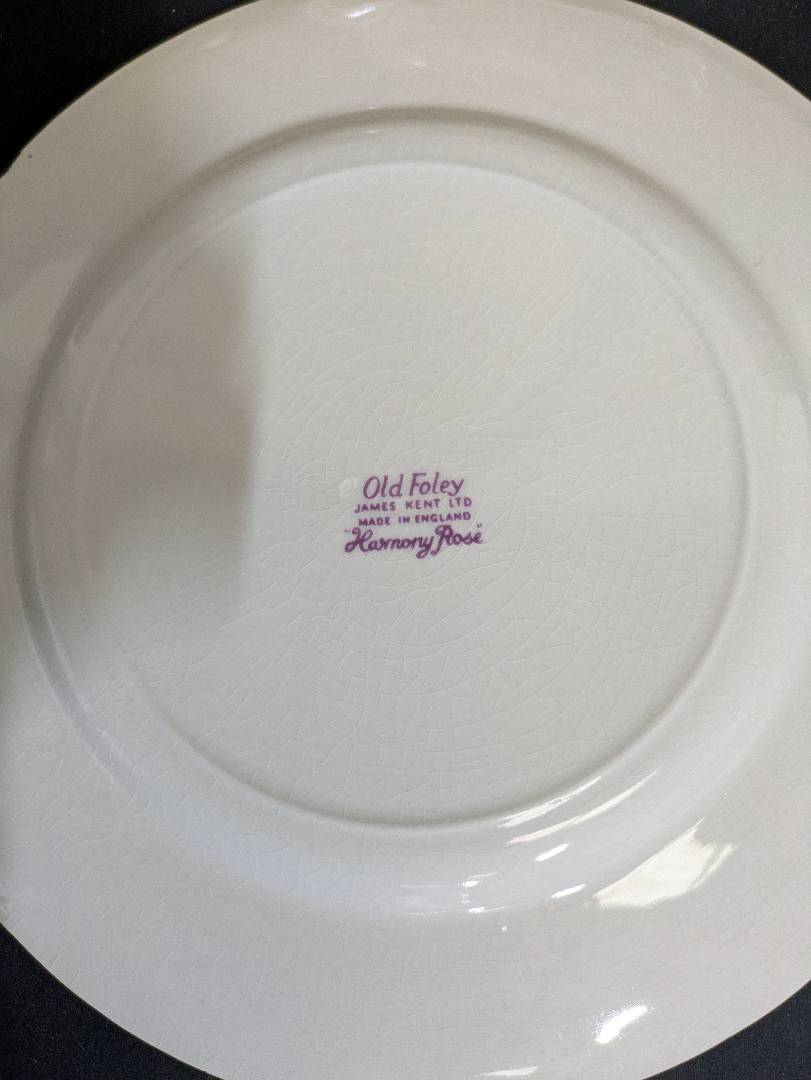 Old Foley
JAMES KENT LTD
MADE IN ENGLAND
"Harmony Rose"